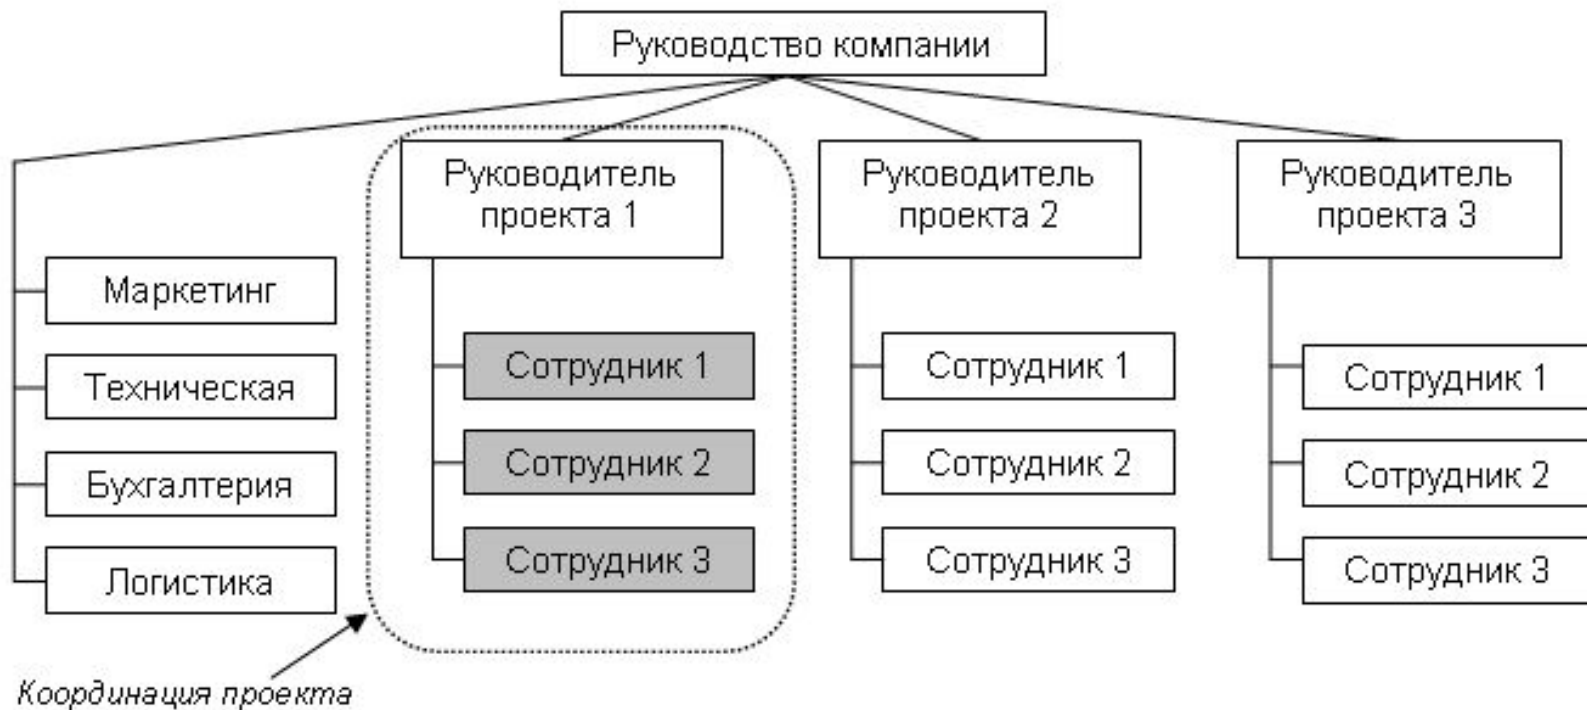 Руководство компании
Руководитель
проекта 1
Руководитель
проекта 2
Руководитель
проекта 3
Маркетинг
Техническая
Бухгалтерия
Логистика
Сотрудник 1
Сотрудник 2
Сотрудник 3
Сотрудник 1
Сотрудник 2
Сотрудник 3
Сотрудник 1
Сотрудник 2
Сотрудник 3
Координация проекта